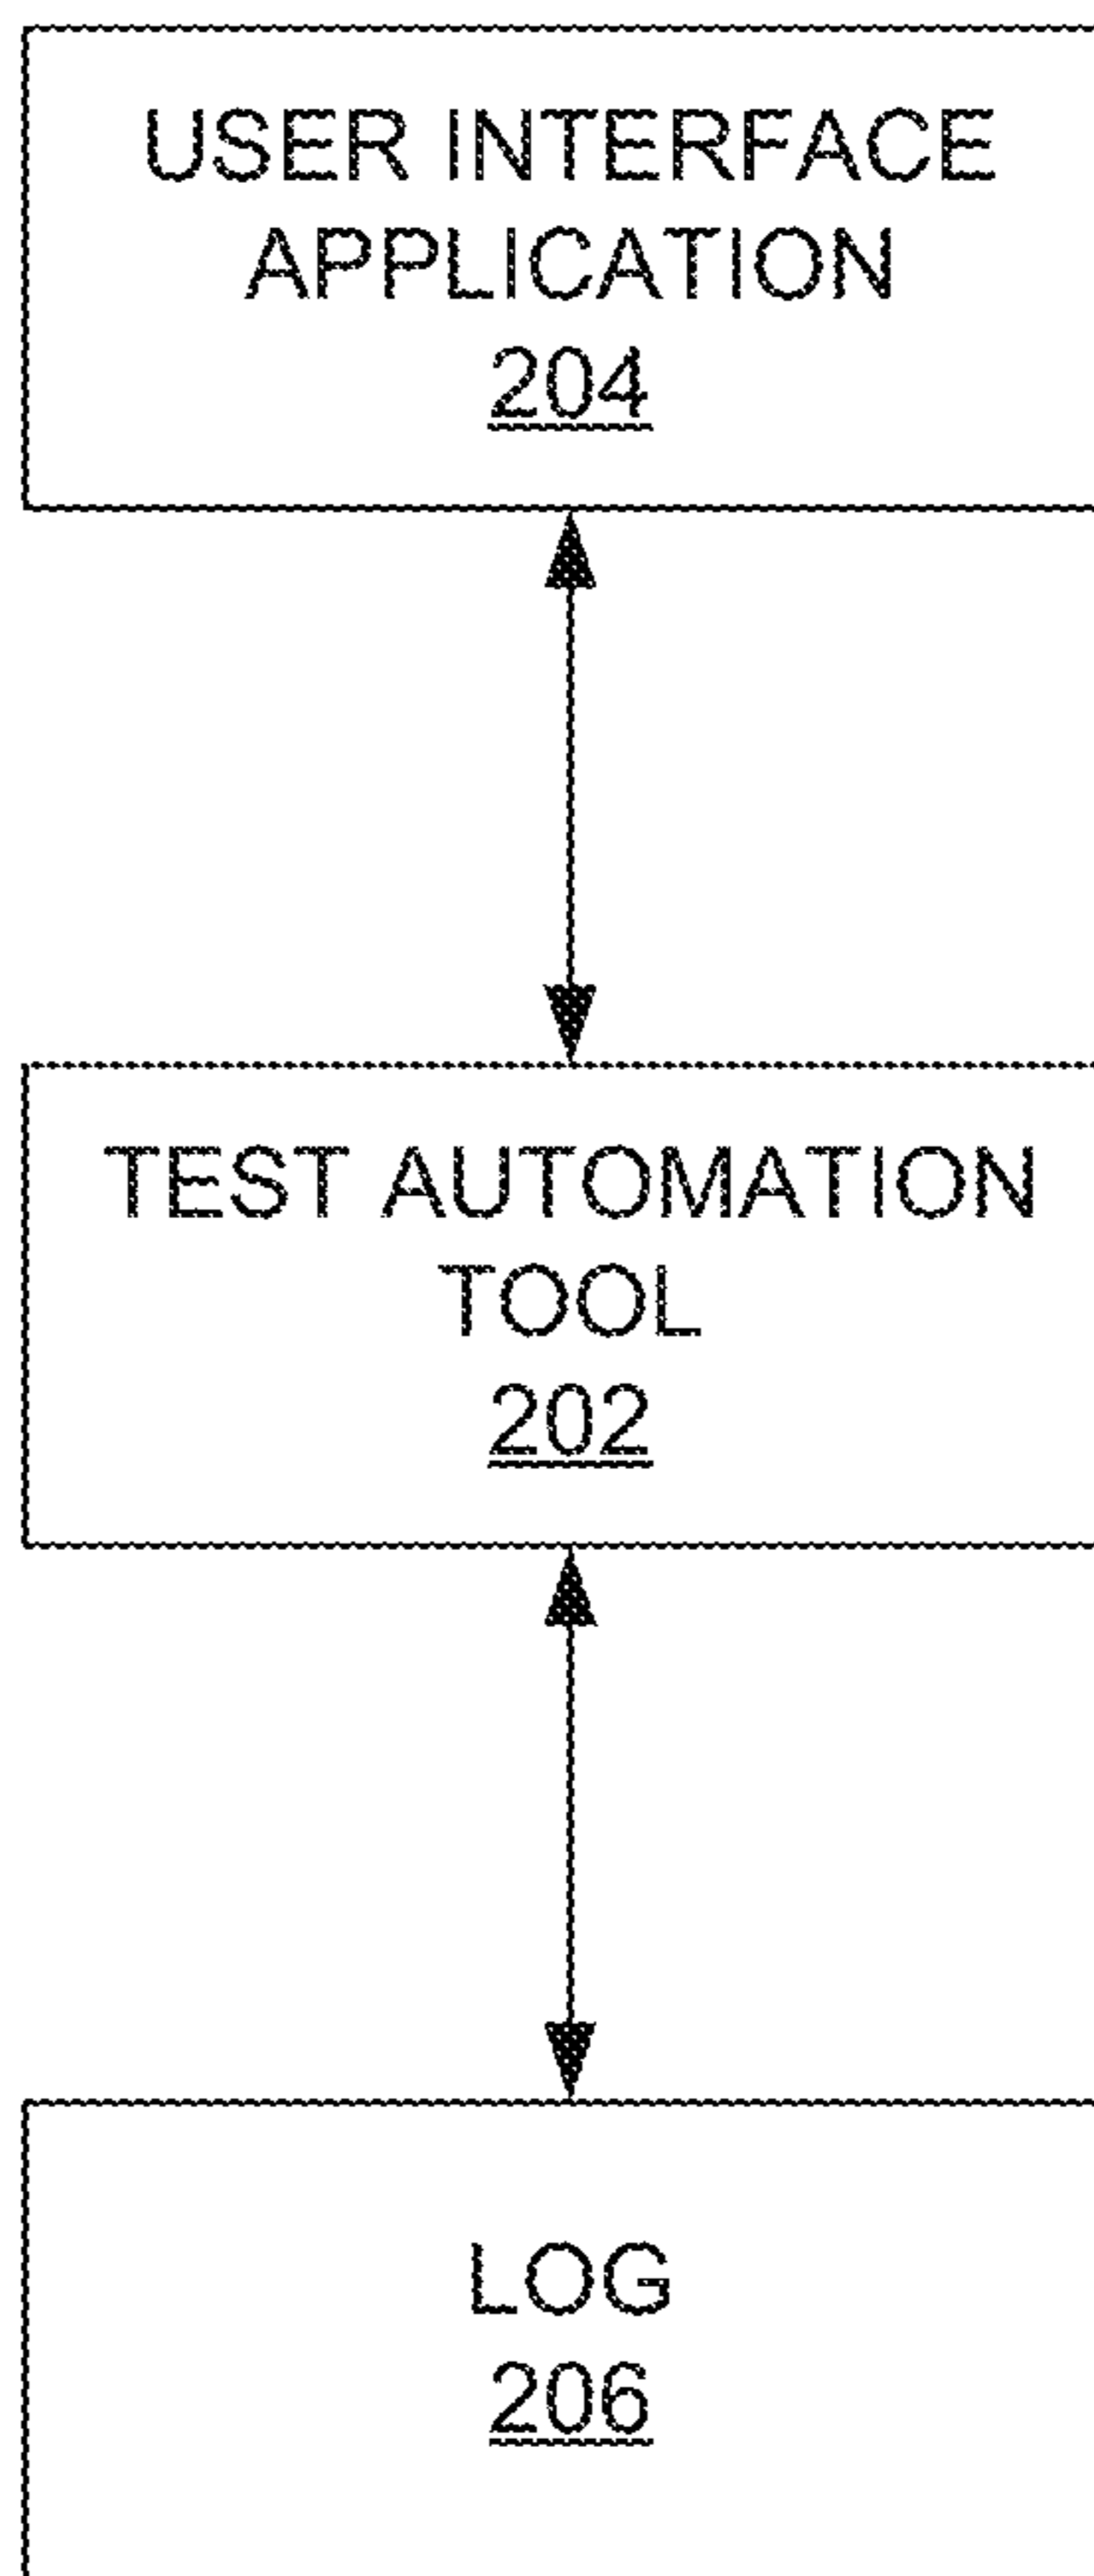 USER INTERFACE
APPLICATION
204
TEST AUTOMATION
TOOL
202
LOG
206